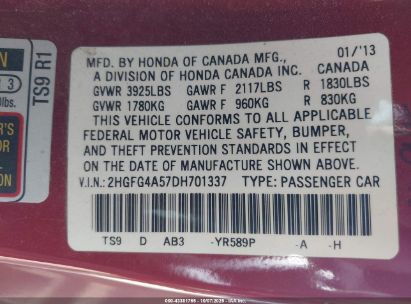 N
3
0lbs.
R'S
R
TS9 R1
MFD. BY HONDA OF CANADA MFG., 01/'13
A DIVISION OF HONDA CANADA INC. CANADA
GVWR 3925LBS GAWR F 2117LBS R 1830LBS
GVWR 1780KG GAWR F 960KG R 830KG
THIS VEHICLE CONFORMS TO ALL APPLICABLE
FEDERAL MOTOR VEHICLE SAFETY, BUMPER,
AND THEFT PREVENTION STANDARDS IN EFFECT
ON THE DATE OF MANUFACTURE SHOWN ABOVE.
V.I.N.: 2HGFG4A57DH701337 TYPE: PASSENGER CAR
TS9 D AB3 -YR589P -A -H